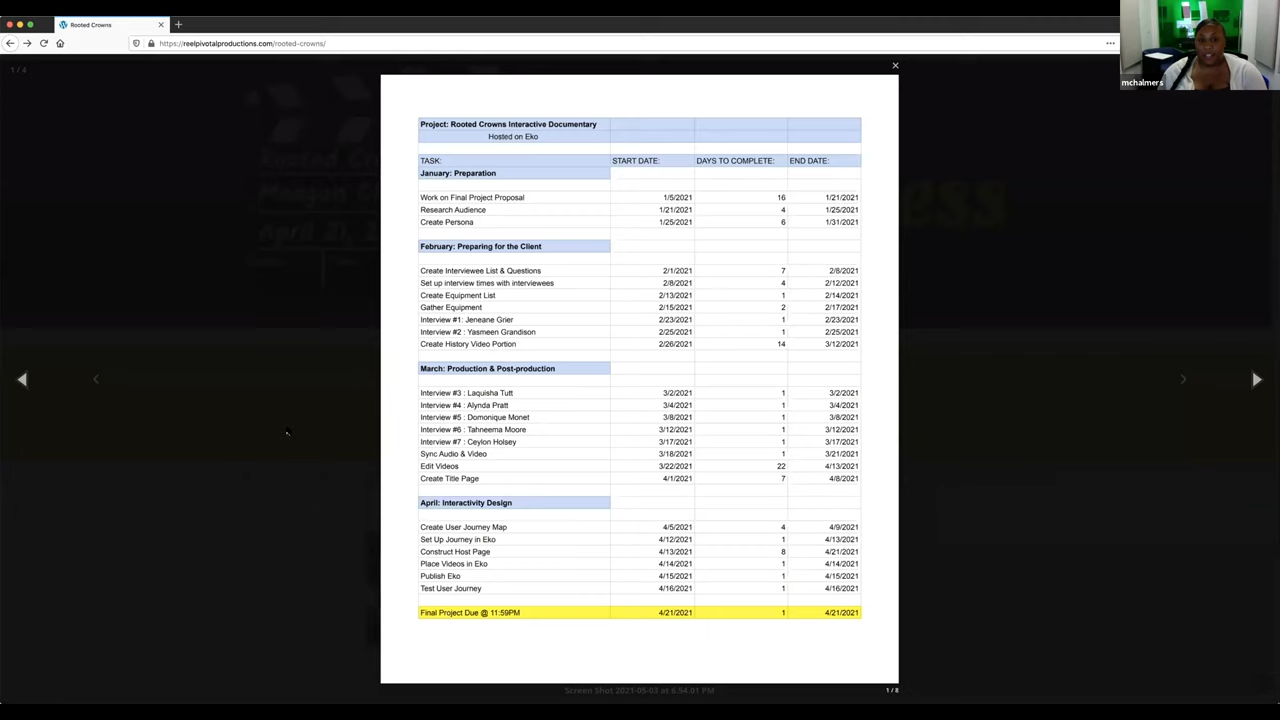 Rooted Crowns
https://reelpivotalproductions.com/rooted-crowns/
mchalmers
1 / 4
Project: Rooted Crowns Interactive Documentary
Hosted on Eko
TASK: START DATE: DAYS TO COMPLETE: END DATE:
January: Preparation
Work on Final Project Proposal 1/5/2021 16 1/21/2021
Research Audience 1/21/2021 4 1/25/2021
Create Persona 1/25/2021 6 1/31/2021
February: Preparing for the Client
Create Interviewee List & Questions 2/1/2021 7 2/8/2021
Set up interview times with interviewees 2/8/2021 4 2/12/2021
Create Equipment List 2/13/2021 1 2/14/2021
Gather Equipment 2/15/2021 2 2/17/2021
Interview #1: Jeneane Grier 2/23/2021 1 2/23/2021
Interview #2 : Yasmeen Grandison 2/25/2021 1 2/25/2021
Create History Video Portion 2/26/2021 14 3/12/2021
March: Production & Post-production
Interview #3 : Laquisha Tutt 3/2/2021 1 3/2/2021
Interview #4 : Alynda Pratt 3/4/2021 1 3/4/2021
Interview #5 : Domonique Monet 3/8/2021 1 3/8/2021
Interview #6 : Tahneema Moore 3/12/2021 1 3/12/2021
Interview #7 : Ceylon Holsey 3/17/2021 1 3/17/2021
Sync Audio & Video 3/18/2021 1 3/21/2021
Edit Videos 3/22/2021 22 4/13/2021
Create Title Page 4/1/2021 7 4/8/2021
April: Interactivity Design
Create User Journey Map 4/5/2021 4 4/9/2021
Set Up Journey in Eko 4/12/2021 1 4/13/2021
Construct Host Page 4/13/2021 8 4/21/2021
Place Videos in Eko 4/14/2021 1 4/14/2021
Publish Eko 4/15/2021 1 4/15/2021
Test User Journey 4/16/2021 1 4/16/2021
Final Project Due @ 11:59PM 4/21/2021 1 4/21/2021
Screen Shot 2021-05-03 at 6.54.01 PM
1 / 8